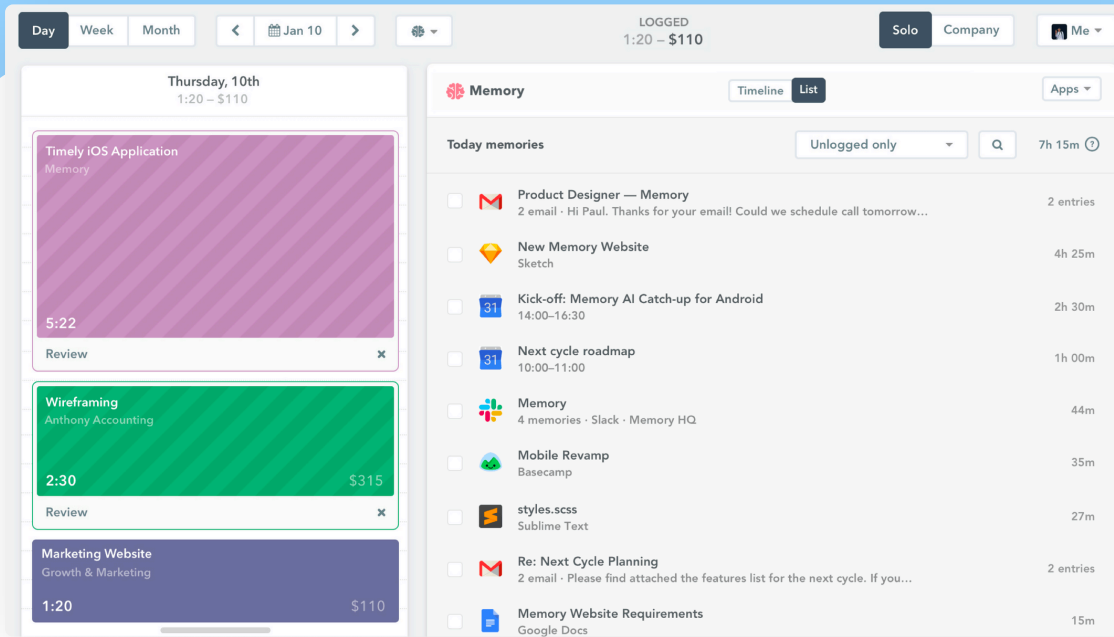 Day Week Month Jan 10
LOGGED
1:20 – $110
Solo Company Me
Thursday, 10th
1:20 – $110
Timely iOS Application
Memory
5:22
Review
Wireframing
Anthony Accounting
2:30 $315
Review
Marketing Website
Growth & Marketing
1:20 $110
Memory
Timeline List
Apps
Today memories
Unlogged only
7h 15m ?
Product Designer — Memory
2 email · Hi Paul. Thanks for your email! Could we schedule call tomorrow...
2 entries
New Memory Website
Sketch
4h 25m
31
Kick-off: Memory AI Catch-up for Android
14:00–16:30
2h 30m
31
Next cycle roadmap
10:00–11:00
1h 00m
Memory
4 memories · Slack · Memory HQ
44m
Mobile Revamp
Basecamp
35m
styles.scss
Sublime Text
27m
Re: Next Cycle Planning
2 email · Please find attached the features list for the next cycle. If you...
2 entries
Memory Website Requirements
Google Docs
15m